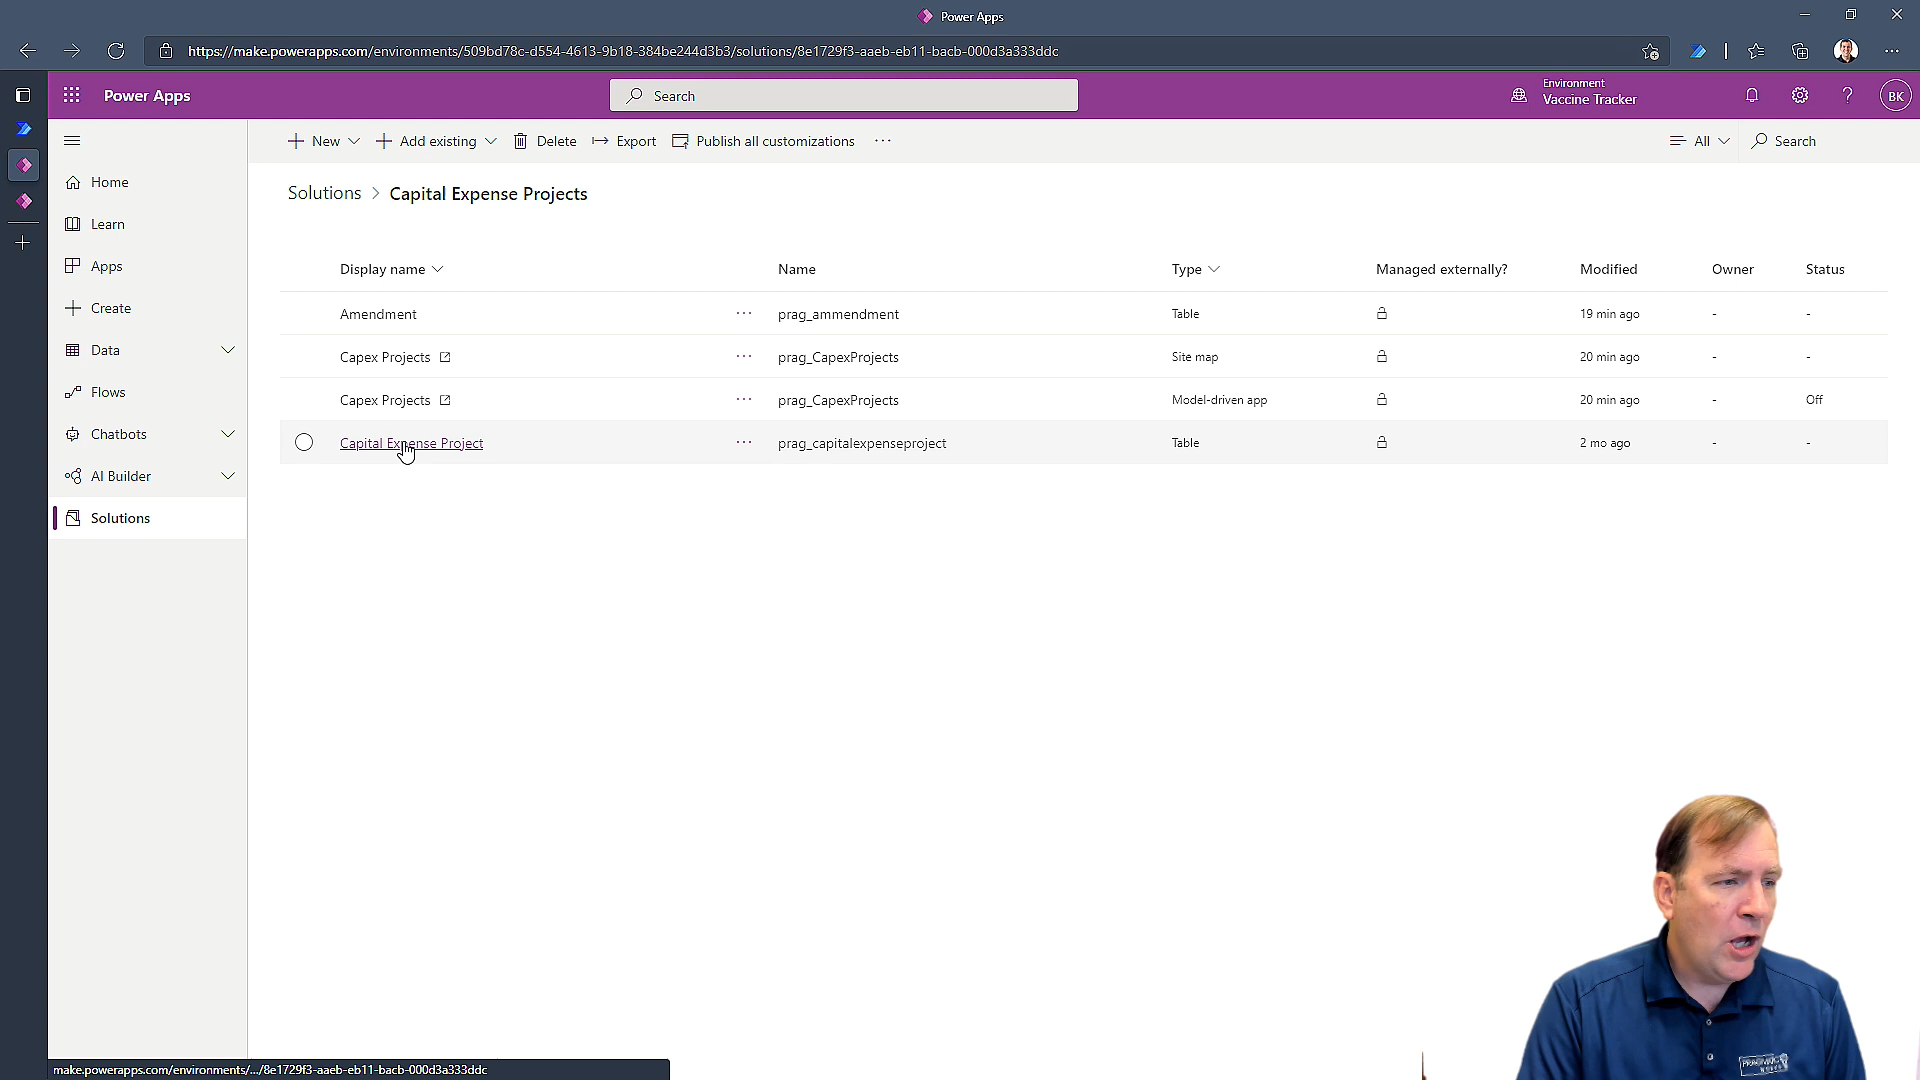 Power Apps
https://make.powerapps.com/environments/509bd78c-d554-4613-9b18-384be244d3b3/solutions/8e1729f3-aaeb-eb11-bacb-000d3a333ddc
Power Apps
Search
Environment
Vaccine Tracker
BK
New
Add existing
Delete
Export
Publish all customizations
All
Search
Home
Learn
Apps
Create
Data
Flows
Chatbots
AI Builder
Solutions
Solutions > Capital Expense Projects
Display name Name Type Managed externally? Modified Owner Status
Amendment ··· prag_ammendment Table 19 min ago - -
Capex Projects ··· prag_CapexProjects Site map 20 min ago - -
Capex Projects ··· prag_CapexProjects Model-driven app 20 min ago - Off
Capital Expense Project ··· prag_capitalexpenseproject Table 2 mo ago - -
PRAGMATIC
WORKS
make.powerapps.com/environments/.../8e1729f3-aaeb-eb11-bacb-000d3a333ddc